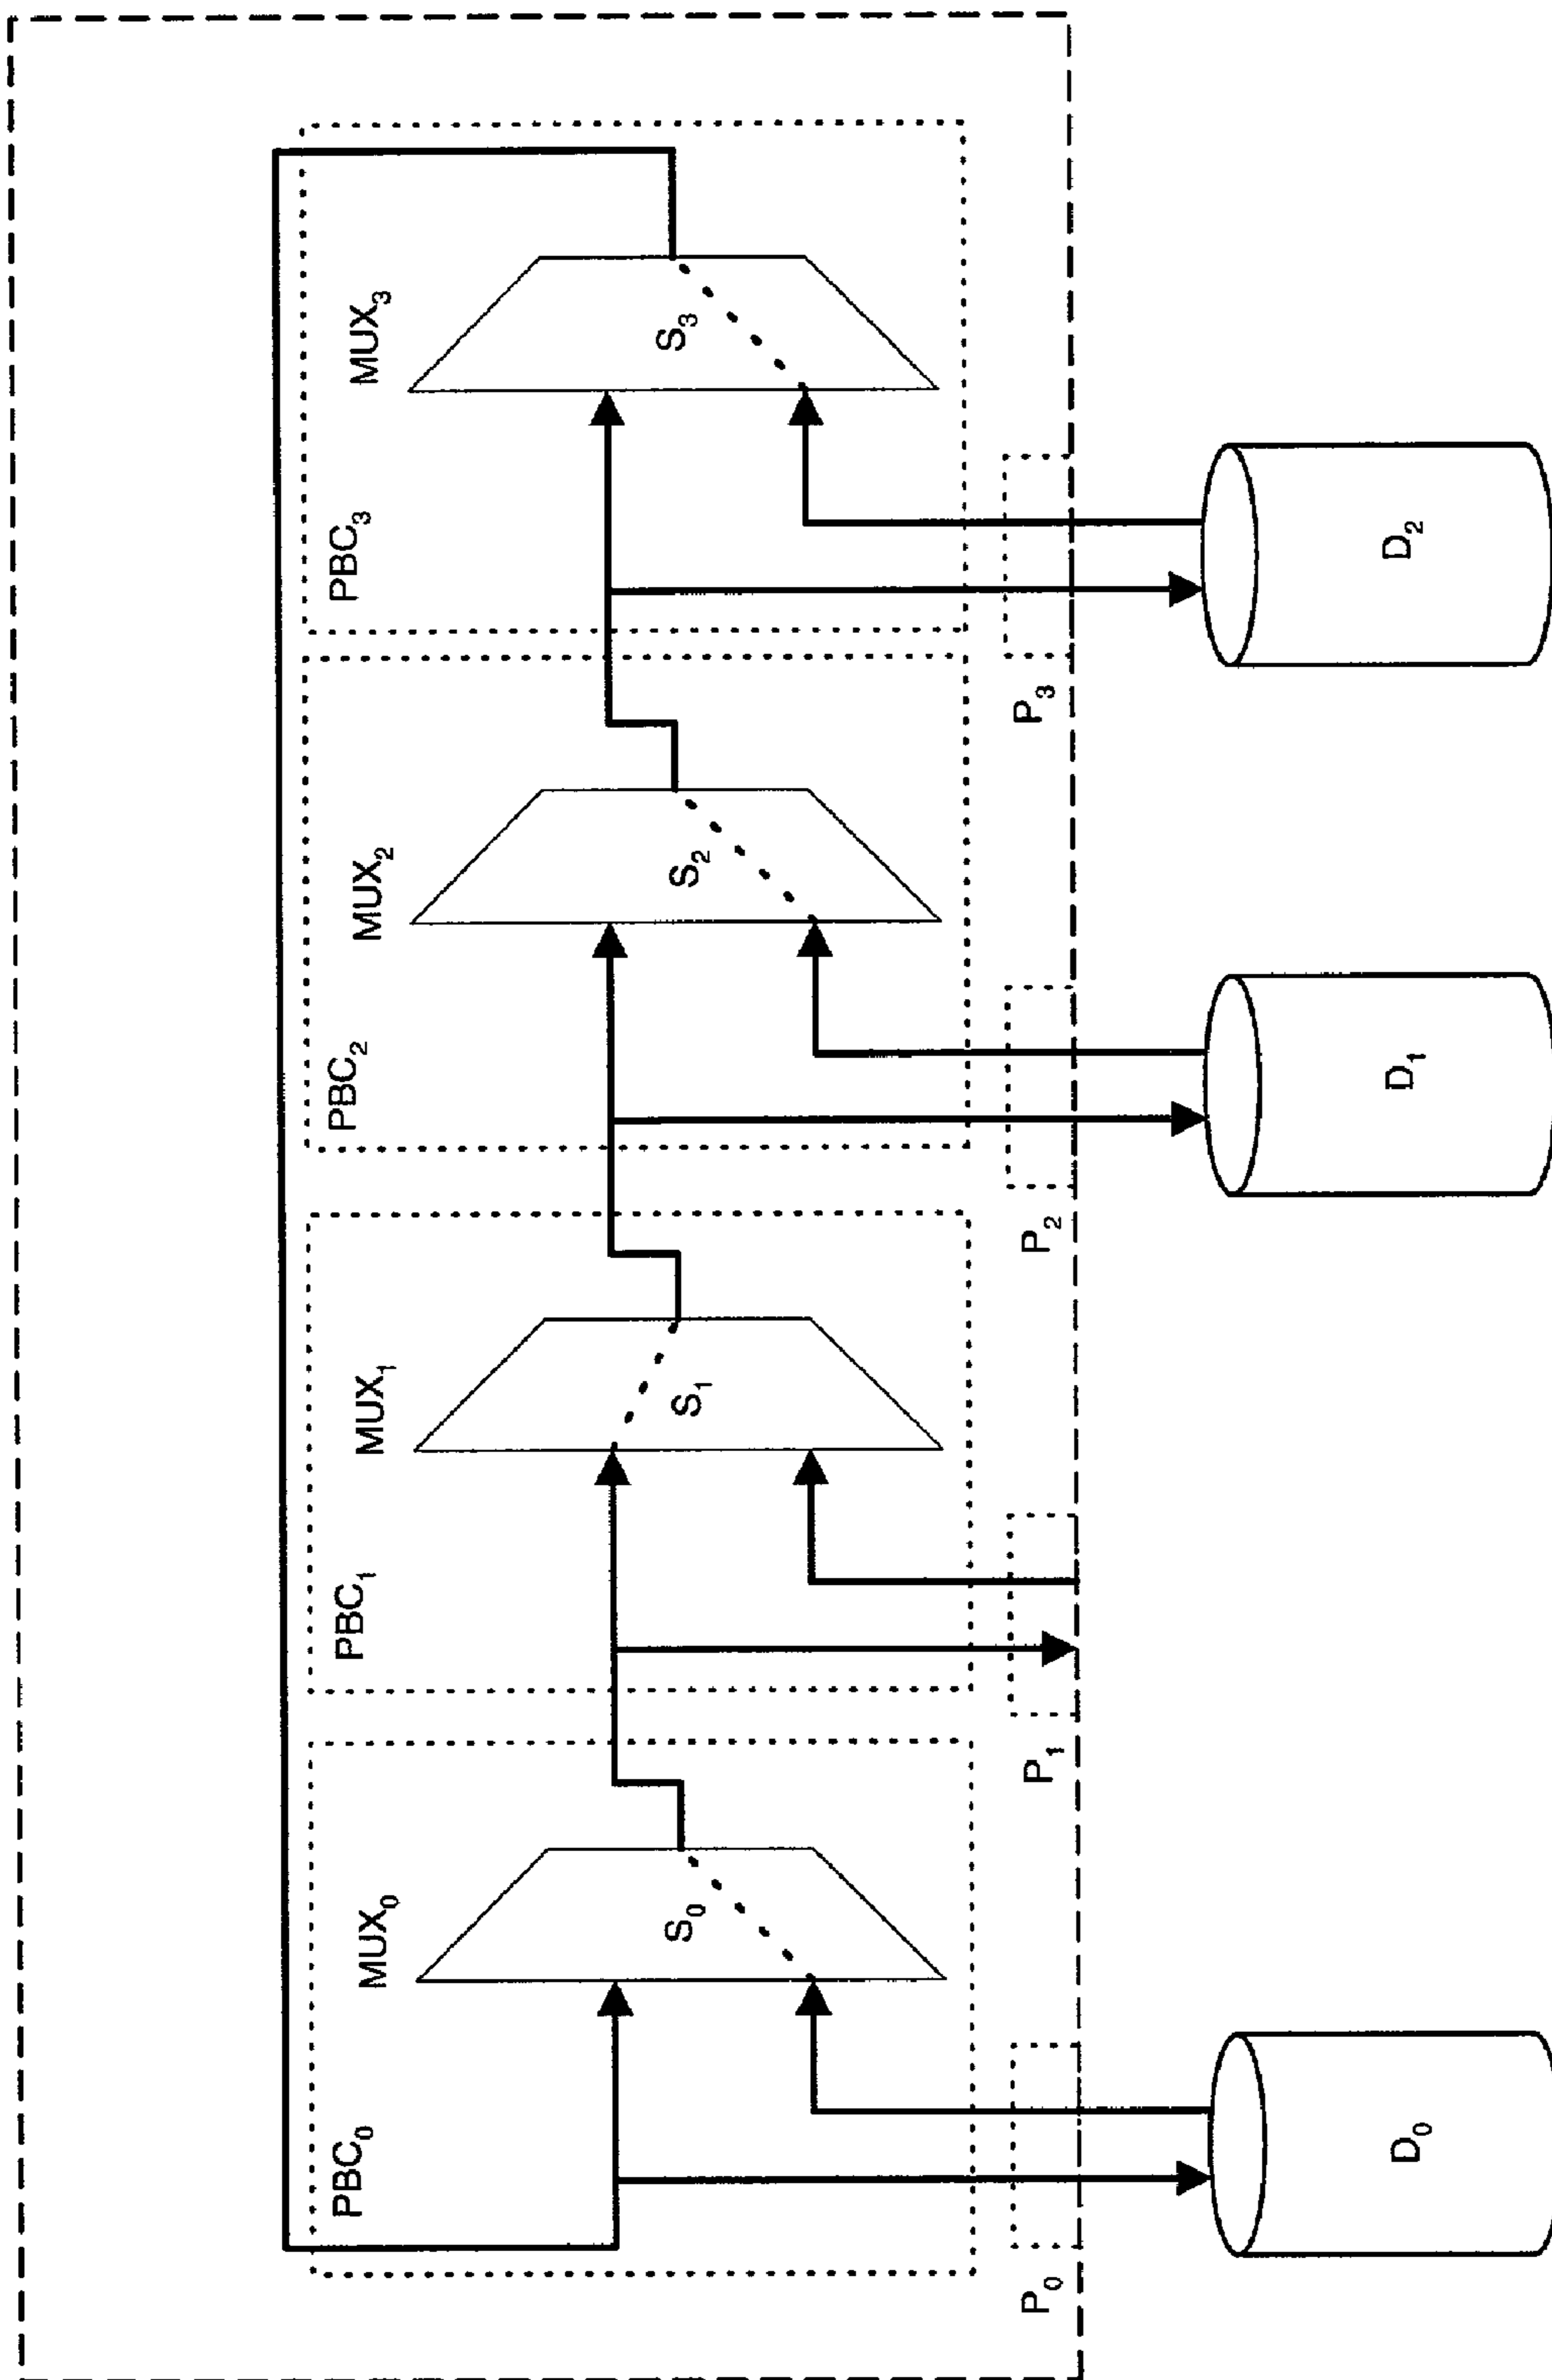 PBC₀
MUX₀
S₀
PBC₁
MUX₁
S₁
PBC₂
MUX₂
S₂
PBC₃
MUX₃
S₃
P₀
P₁
P₂
P₃
D₀
D₁
D₂